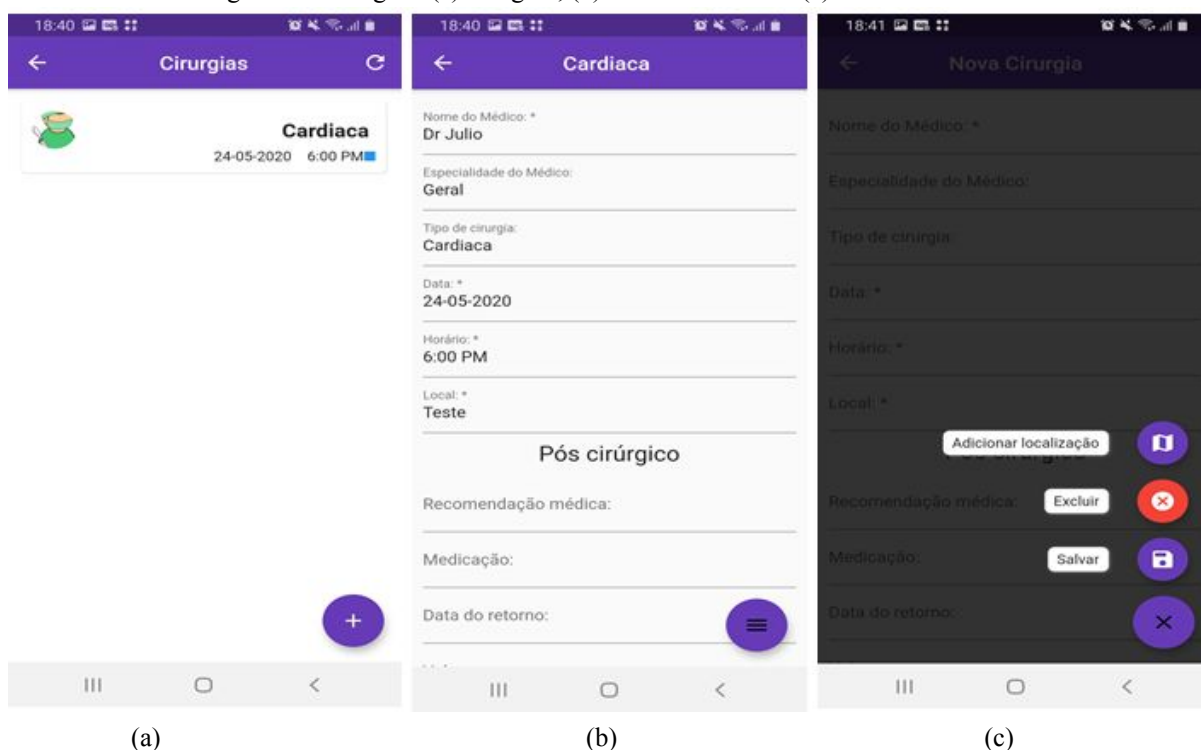 18:40
Cirurgias
Cardiaca
24-05-2020 6:00 PM
+
(a)
18:40
Cardiaca
Nome do Médico: *
Dr Julio
Especialidade do Médico:
Geral
Tipo de cirurgia:
Cardiaca
Data: *
24-05-2020
Horário: *
6:00 PM
Local: *
Teste
Pós cirúrgico
Recomendação médica:
Medicação:
Data do retorno:
(b)
18:41
Nova Cirurgia
Nome do Médico: *
Especialidade do Médico:
Tipo de cirurgia:
Data: *
Horário: *
Local: *
Adicionar localização
Recomendação médica:
Excluir
Medicação:
Salvar
Data do retorno:
(c)